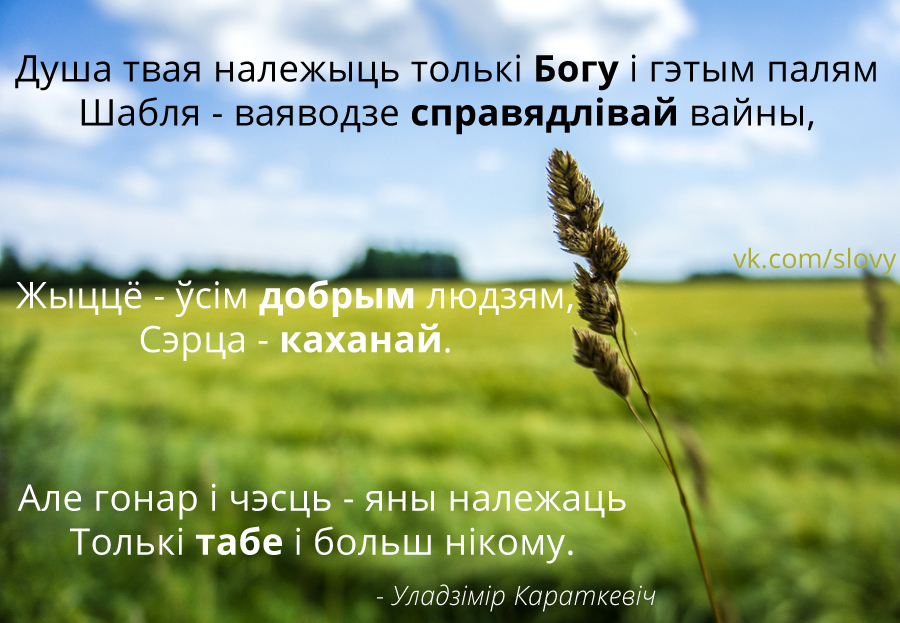 Душа твая належыць толькі Богу і гэтым палям
Шабля - ваяводзе справядлівай вайны,
vk.com/slovy
Жыццё - ўсім добрым людзям,
Сэрца - каханай.
Але гонар і чэсць - яны належаць
Толькі табе і больш нікому.
- Уладзімір Караткевіч